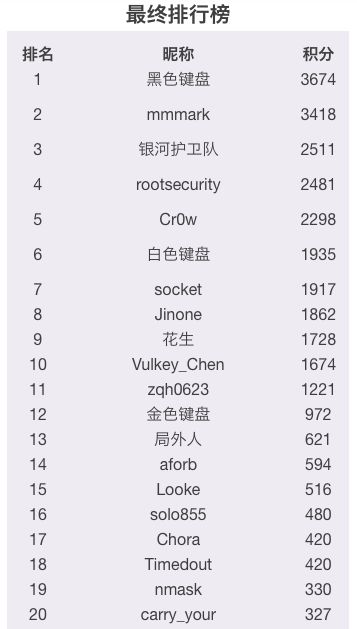 最终排行榜
排名 昵称 积分
1 黑色键盘 3674
2 mmmark 3418
3 银河护卫队 2511
4 rootsecurity 2481
5 Cr0w 2298
6 白色键盘 1935
7 socket 1917
8 Jinone 1862
9 花生 1728
10 Vulkey_Chen 1674
11 zqh0623 1221
12 金色键盘 972
13 局外人 621
14 aforb 594
15 Looke 516
16 solo855 480
17 Chora 420
18 Timedout 420
19 nmask 330
20 carry_your 327